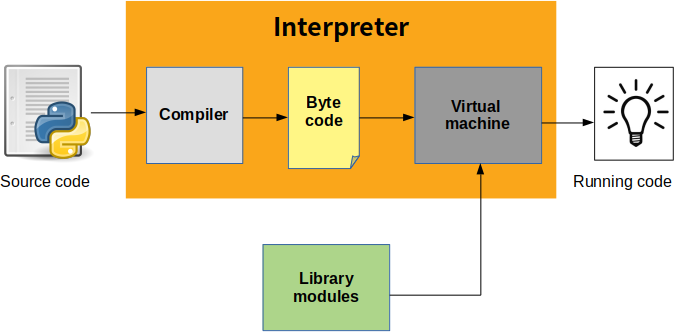 Interpreter
Compiler
Byte
code
Virtual
machine
Source code
Running code
Library
modules